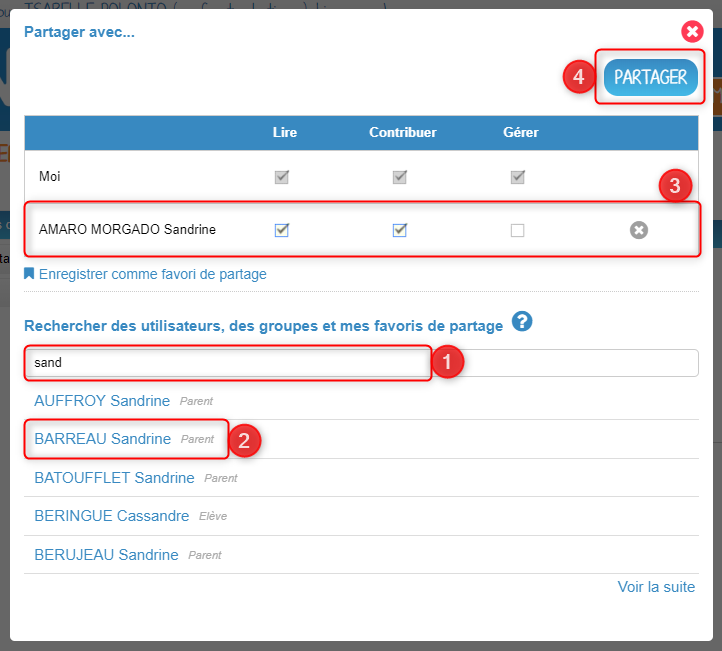 Partager avec...
4
PARTAGER
Lire Contribuer Gérer
Moi
3
AMARO MORGADO Sandrine
Enregistrer comme favori de partage
Rechercher des utilisateurs, des groupes et mes favoris de partage ?
sand
1
AUFFROY Sandrine Parent
BARREAU Sandrine Parent
2
BATOUFFLET Sandrine Parent
BERINGUE Cassandre Elève
BERUJEAU Sandrine Parent
Voir la suite